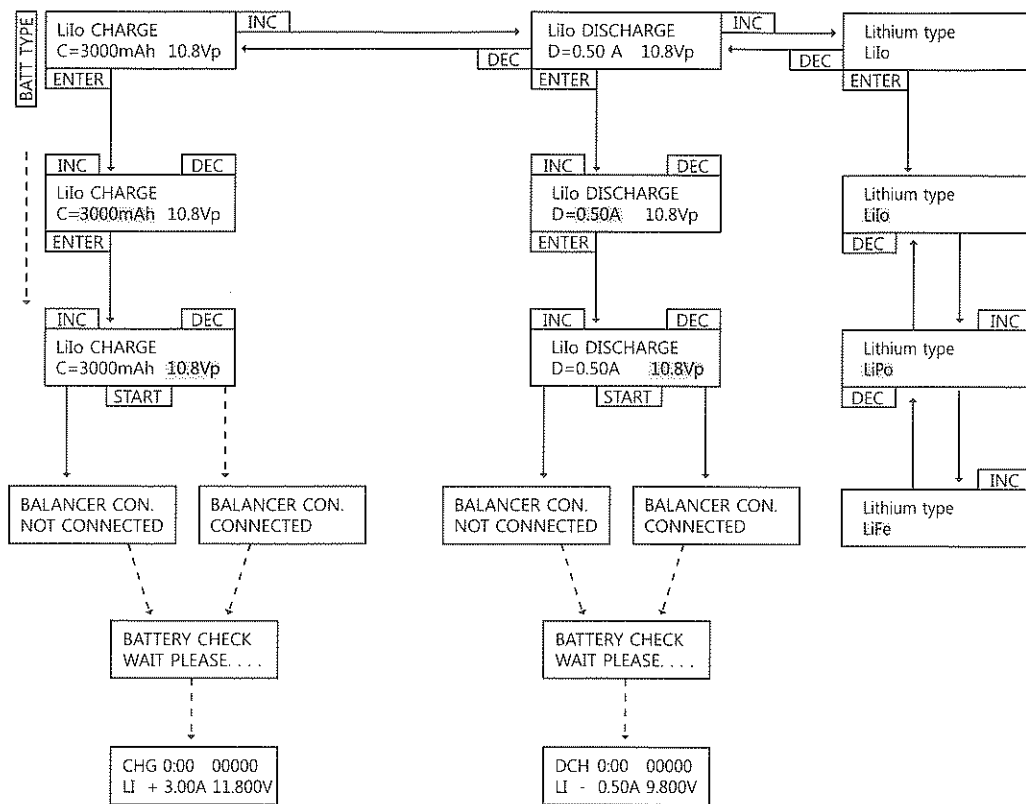 BATT TYPE
LiIo CHARGE
C=3000mAh 10.8Vp
INC
ENTER
LiIo DISCHARGE
D=0.50 A 10.8Vp
INC
DEC
ENTER
Lithium type
LiIo
DEC
ENTER
INC DEC
LiIo CHARGE
C=3000mAh 10.8Vp
ENTER
INC DEC
LiIo DISCHARGE
D=0.50A 10.8Vp
ENTER
Lithium type
LiIo
DEC
INC DEC
LiIo CHARGE
C=3000mAh 10.8Vp
START
INC DEC
LiIo DISCHARGE
D=0.50A 10.8Vp
START
INC
Lithium type
LiPo
DEC
BALANCER CON.
NOT CONNECTED
BALANCER CON.
CONNECTED
BALANCER CON.
NOT CONNECTED
BALANCER CON.
CONNECTED
INC
Lithium type
LiFe
BATTERY CHECK
WAIT PLEASE. . . .
BATTERY CHECK
WAIT PLEASE. . . .
CHG 0:00 00000
LI + 3.00A 11.800V
DCH 0:00 00000
LI - 0.50A 9.800V